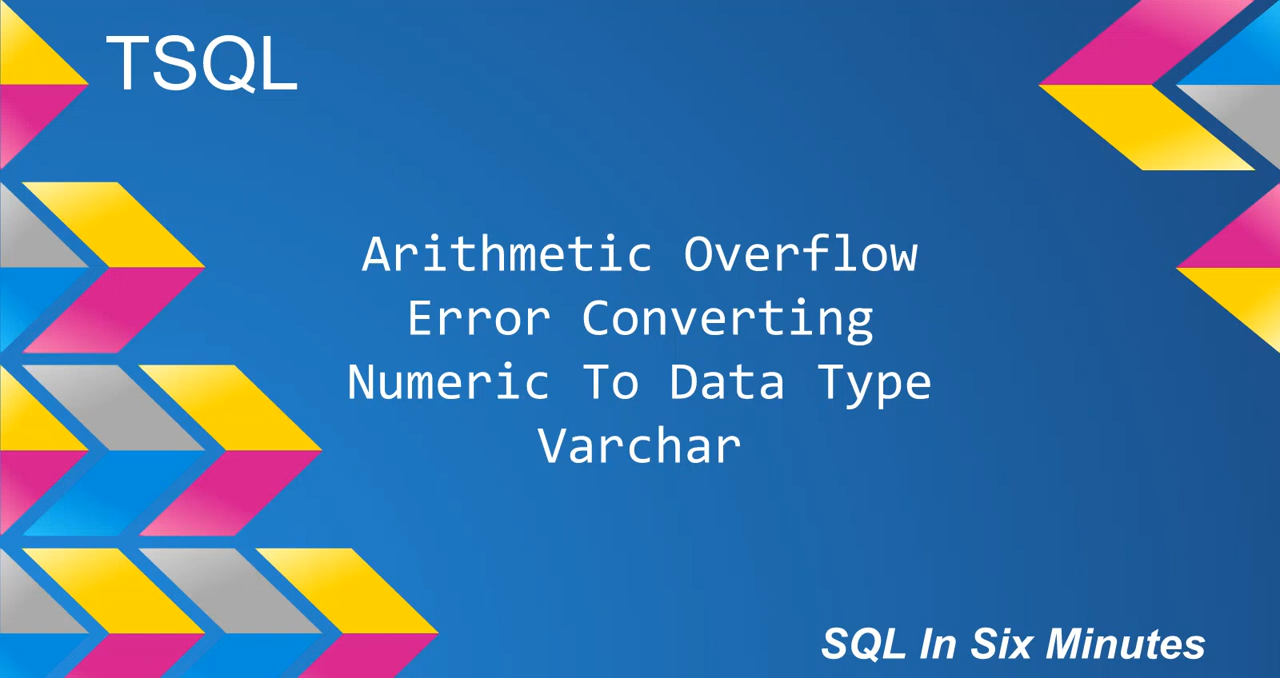 TSQL
Arithmetic Overflow
Error Converting
Numeric To Data Type
Varchar
SQL In Six Minutes